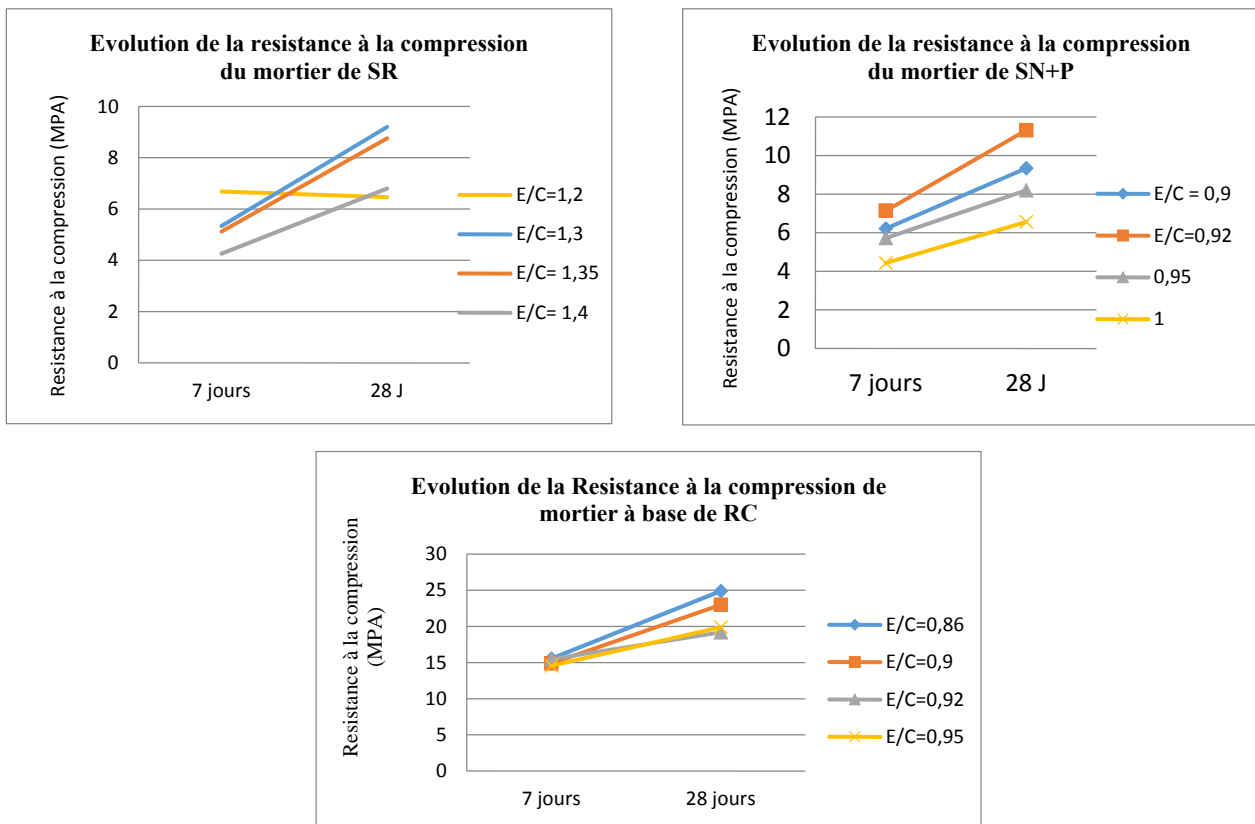 Evolution de la resistance à la compression
du mortier de SR
Resistance à la compression (MPA)
10
8
6
4
2
0
7 jours
28 J
E/C=1,2
E/C=1,3
E/C= 1,35
E/C= 1,4
Evolution de la resistance à la compression
du mortier de SN+P
Resistance à la compression (MPA)
12
10
8
6
4
2
0
7 jours
28 J
E/C = 0,9
E/C=0,92
0,95
1
Evolution de la Resistance à la compression de
mortier à base de RC
Resistance à la compression
(MPA)
30
25
20
15
10
5
0
7 jours
28 jours
E/C=0,86
E/C=0,9
E/C=0,92
E/C=0,95